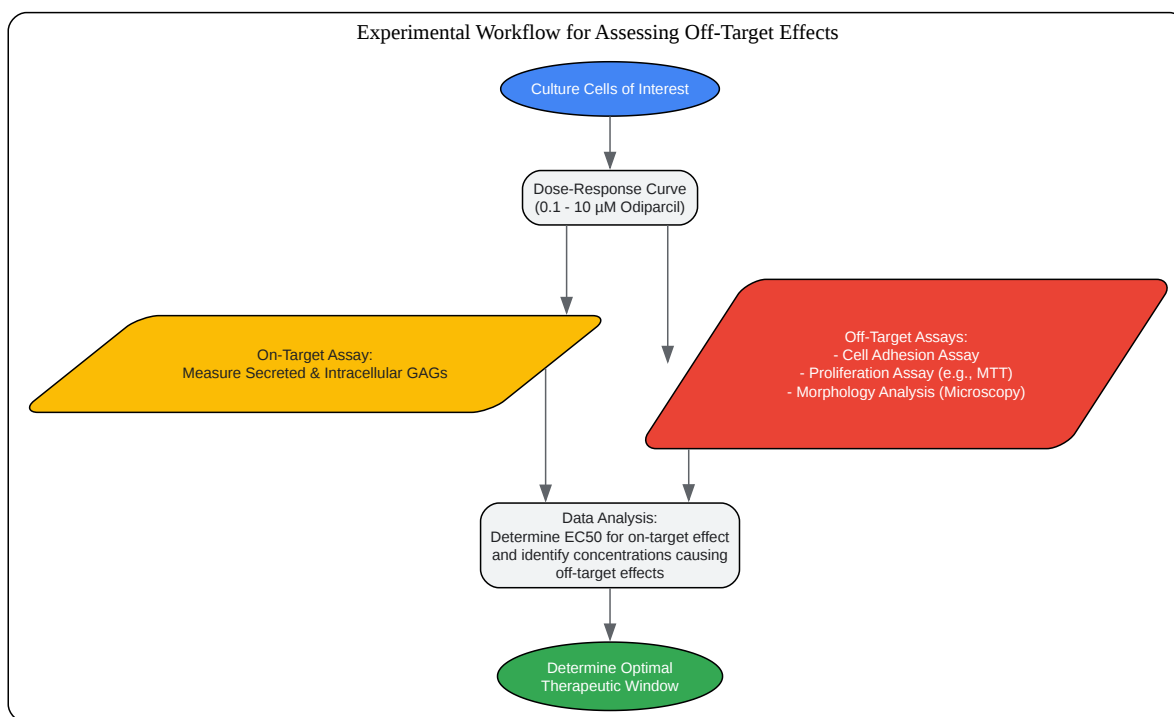 Experimental Workflow for Assessing Off-Target Effects
Culture Cells of Interest
Dose-Response Curve
(0.1 - 10 µM Odiparcil)
On-Target Assay:
Measure Secreted & Intracellular GAGs
Off-Target Assays:
- Cell Adhesion Assay
- Proliferation Assay (e.g., MTT)
- Morphology Analysis (Microscopy)
Data Analysis:
Determine EC50 for on-target effect
and identify concentrations causing
off-target effects
Determine Optimal
Therapeutic Window